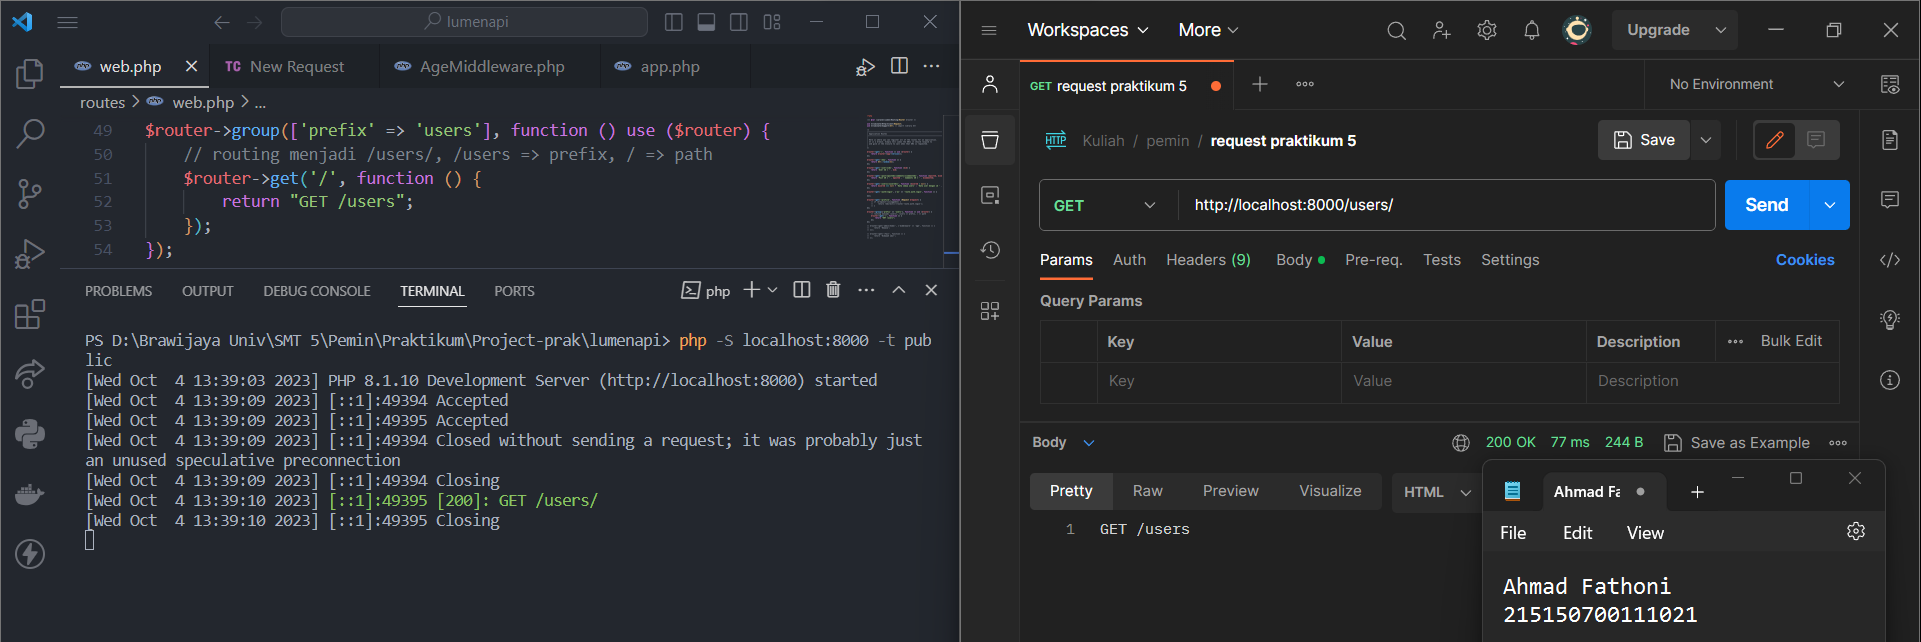 lumenapi
web.php
TC New Request
AgeMiddleware.php
app.php
routes > web.php > ...
49 $router->group(['prefix' => 'users'], function () use ($router) {
50 // routing menjadi /users/, /users => prefix, / => path
51 $router->get('/', function () {
52 return "GET /users";
53 });
54 });
PROBLEMS OUTPUT DEBUG CONSOLE TERMINAL PORTS
php
PS D:\Brawijaya Univ\SMT 5\Pemin\Praktikum\Project-prak\lumenapi> php -S localhost:8000 -t pub
lic
[Wed Oct  4 13:39:03 2023] PHP 8.1.10 Development Server (http://localhost:8000) started
[Wed Oct  4 13:39:09 2023] [::1]:49394 Accepted
[Wed Oct  4 13:39:09 2023] [::1]:49395 Accepted
[Wed Oct  4 13:39:09 2023] [::1]:49394 Closed without sending a request; it was probably just
an unused speculative preconnection
[Wed Oct  4 13:39:09 2023] [::1]:49394 Closing
[Wed Oct  4 13:39:10 2023] [::1]:49395 [200]: GET /users/
[Wed Oct  4 13:39:10 2023] [::1]:49395 Closing
Workspaces More
Upgrade
GET request praktikum 5
No Environment
HTTP Kuliah / pemin / request praktikum 5
Save
GET http://localhost:8000/users/
Send
Params Auth Headers (9) Body Pre-req. Tests Settings Cookies
Query Params
Key Value Description Bulk Edit
Key Value Description
Body 200 OK 77 ms 244 B Save as Example
Pretty Raw Preview Visualize HTML
1 GET /users
Ahmad Fa
File Edit View
Ahmad Fathoni
215150700111021